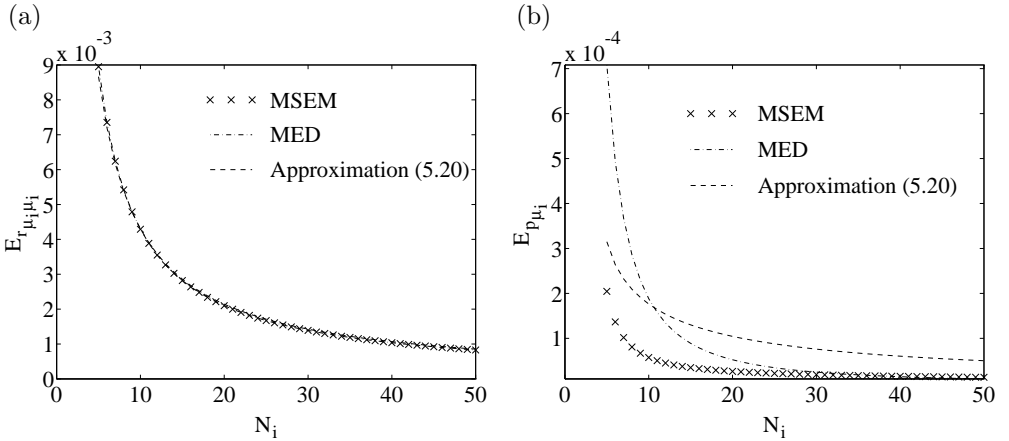 (a)
x 10⁻³
9
8
7
6
5
4
3
2
1
0
0 10 20 30 40 50
E_{r_{μ_i μ_i}}
N_i
MSEM
MED
Approximation (5.20)
(b)
x 10⁻⁴
7
6
5
4
3
2
1
0 10 20 30 40 50
E_{p_{μ_i}}
N_i
MSEM
MED
Approximation (5.20)